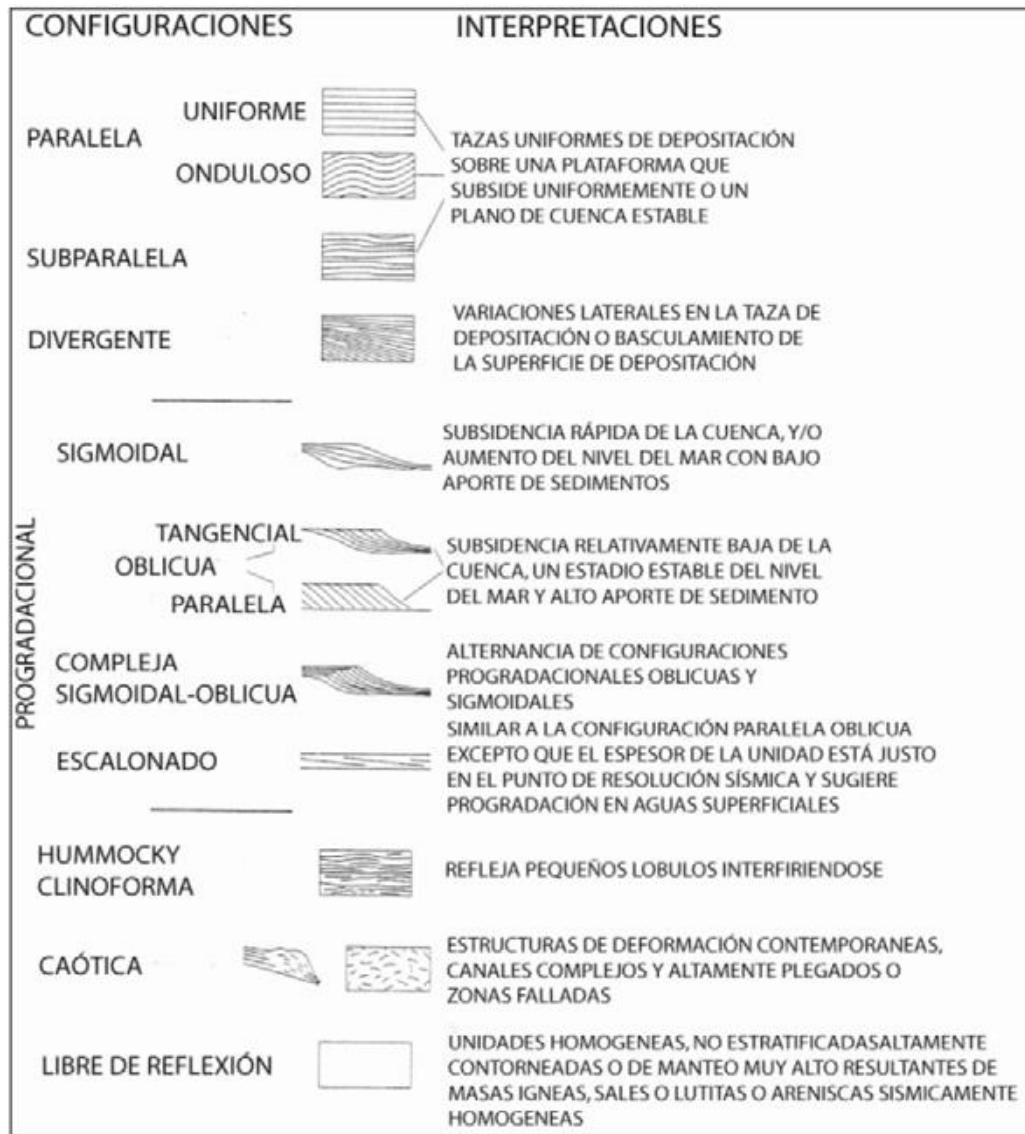 CONFIGURACIONES
INTERPRETACIONES
PARALELA
UNIFORME
ONDULOSO
TAZAS UNIFORMES DE DEPOSITACIÓN
SOBRE UNA PLATAFORMA QUE
SUBSIDE UNIFORMEMENTE O UN
PLANO DE CUENCA ESTABLE
SUBPARALELA
DIVERGENTE
VARIACIONES LATERALES EN LA TAZA DE
DEPOSITACIÓN O BASCULAMIENTO DE
LA SUPERFICIE DE DEPOSITACIÓN
PROGRADACIONAL
SIGMOIDAL
SUBSIDENCIA RÁPIDA DE LA CUENCA, Y/O
AUMENTO DEL NIVEL DEL MAR CON BAJO
APORTE DE SEDIMENTOS
TANGENCIAL
OBLICUA
PARALELA
SUBSIDENCIA RELATIVAMENTE BAJA DE LA
CUENCA, UN ESTADIO ESTABLE DEL NIVEL
DEL MAR Y ALTO APORTE DE SEDIMENTO
COMPLEJA
SIGMOIDAL-OBLICUA
ALTERNANCIA DE CONFIGURACIONES
PROGRADACIONALES OBLICUAS Y
SIGMOIDALES
ESCALONADO
SIMILAR A LA CONFIGURACIÓN PARALELA OBLICUA
EXCEPTO QUE EL ESPESOR DE LA UNIDAD ESTÁ JUSTO
EN EL PUNTO DE RESOLUCIÓN SÍSMICA Y SUGIERE
PROGRADACIÓN EN AGUAS SUPERFICIALES
HUMMOCKY
CLINOFORMA
REFLEJA PEQUEÑOS LOBULOS INTERFIRIENDOSE
CAÓTICA
ESTRUCTURAS DE DEFORMACIÓN CONTEMPORANEAS,
CANALES COMPLEJOS Y ALTAMENTE PLEGADOS O
ZONAS FALLADAS
LIBRE DE REFLEXIÓN
UNIDADES HOMOGENEAS, NO ESTRATIFICADASALTAMENTE
CONTORNEADAS O DE MANTEO MUY ALTO RESULTANTES DE
MASAS IGNEAS, SALES O LUTITAS O ARENISCAS SISMICAMENTE
HOMOGENEAS